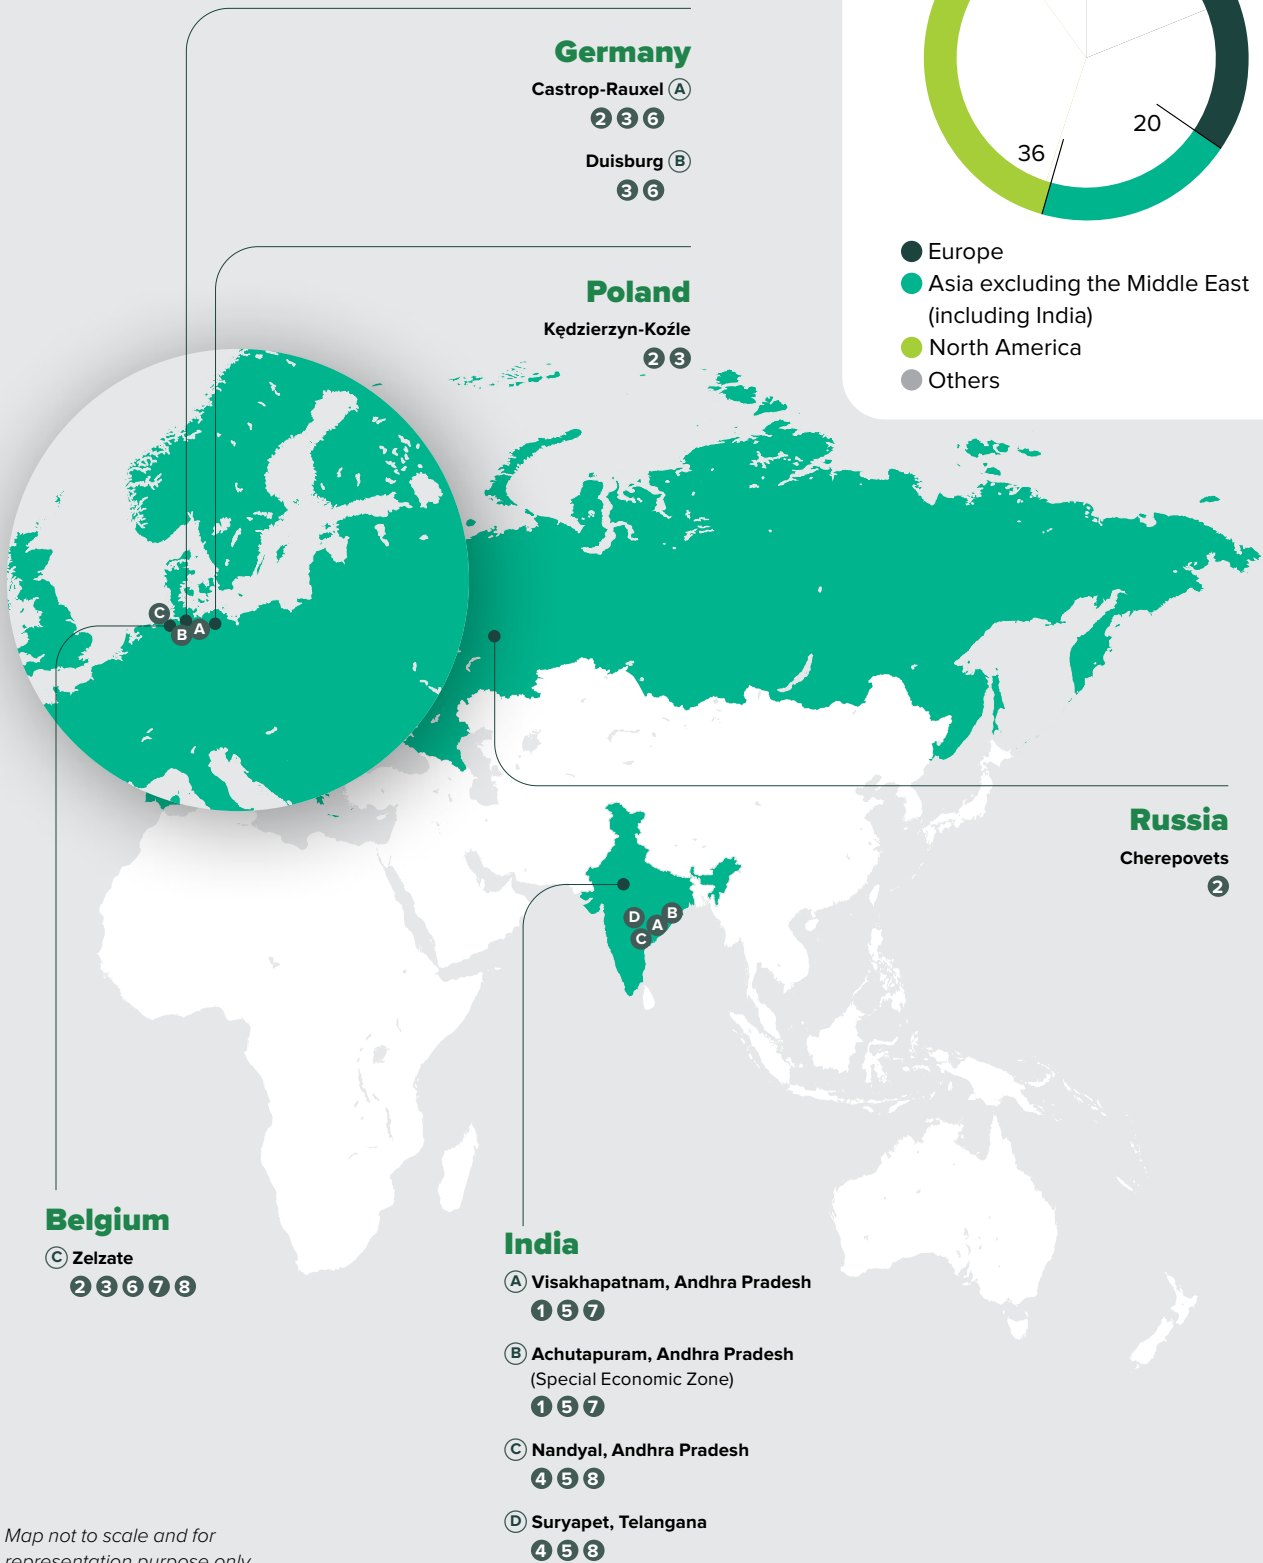 Germany
Castrop-Rauxel A
2 3 6
Duisburg B
3 6
Poland
Kędzierzyn-Koźle
2 3
20
36
Europe
Asia excluding the Middle East
(including India)
North America
Others
C
B A
Russia
Cherepovets
2
D B
A
C
Belgium
C Zelzate
2 3 6 7 8
India
A Visakhapatnam, Andhra Pradesh
1 5 7
B Achutapuram, Andhra Pradesh
(Special Economic Zone)
1 5 7
C Nandyal, Andhra Pradesh
4 5 8
D Suryapet, Telangana
4 5 8
Map not to scale and for
representation purpose only